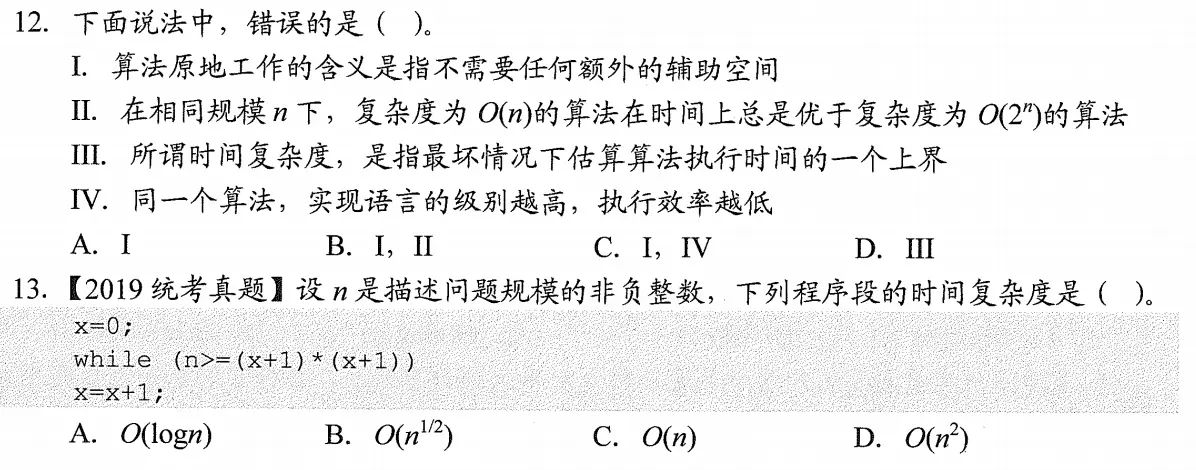 12. 下面说法中，错误的是（ ）。
I. 算法原地工作的含义是指不需要任何额外的辅助空间
II. 在相同规模 n 下，复杂度为 O(n)的算法在时间上总是优于复杂度为 O(2ⁿ)的算法
III. 所谓时间复杂度，是指最坏情况下估算算法执行时间的一个上界
IV. 同一个算法，实现语言的级别越高，执行效率越低
A. I B. I，II C. I，IV D. III
13. 【2019 统考真题】设 n 是描述问题规模的非负整数，下列程序段的时间复杂度是（ ）。
x=0;
while (n>=(x+1)*(x+1))
x=x+1;
A. O(logn) B. O(n^{1/2}) C. O(n) D. O(n²)